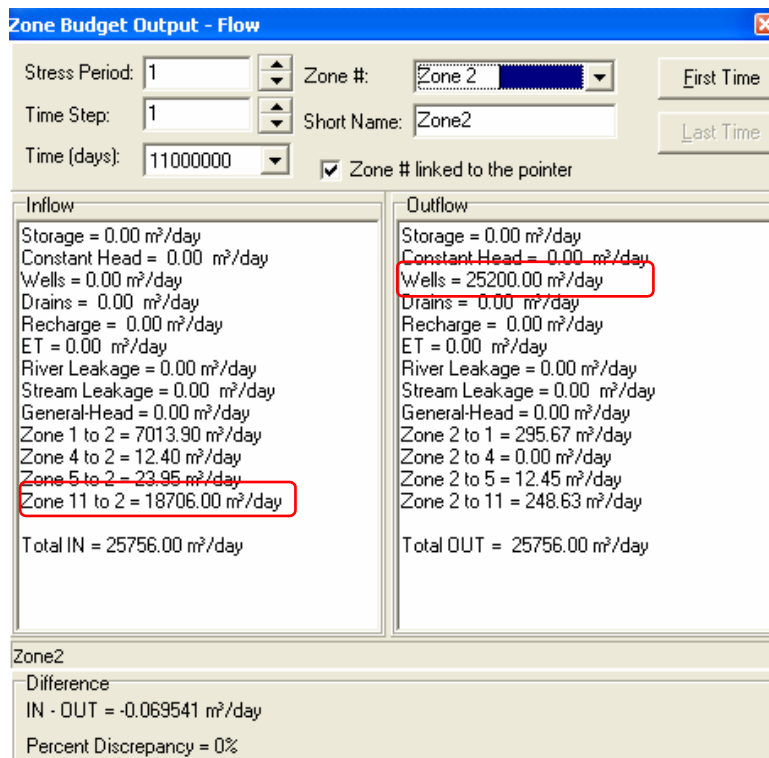 Zone Budget Output - Flow
Stress Period: 1 Zone #: Zone 2 First Time
Time Step: 1 Short Name: Zone2 Last Time
Time (days): 11000000 Zone # linked to the pointer
Inflow
Storage = 0.00 m³/day
Constant Head = 0.00 m³/day
Wells = 0.00 m³/day
Drains = 0.00 m³/day
Recharge = 0.00 m³/day
ET = 0.00 m³/day
River Leakage = 0.00 m³/day
Stream Leakage = 0.00 m³/day
General-Head = 0.00 m³/day
Zone 1 to 2 = 7013.90 m³/day
Zone 4 to 2 = 12.40 m³/day
Zone 5 to 2 = 23.95 m³/day
Zone 11 to 2 = 18706.00 m³/day
Total IN = 25756.00 m³/day
Outflow
Storage = 0.00 m³/day
Constant Head = 0.00 m³/day
Wells = 25200.00 m³/day
Drains = 0.00 m³/day
Recharge = 0.00 m³/day
ET = 0.00 m³/day
River Leakage = 0.00 m³/day
Stream Leakage = 0.00 m³/day
General-Head = 0.00 m³/day
Zone 2 to 1 = 295.67 m³/day
Zone 2 to 4 = 0.00 m³/day
Zone 2 to 5 = 12.45 m³/day
Zone 2 to 11 = 248.63 m³/day
Total OUT = 25756.00 m³/day
Zone2
Difference
IN - OUT = -0.069541 m³/day
Percent Discrepancy = 0%